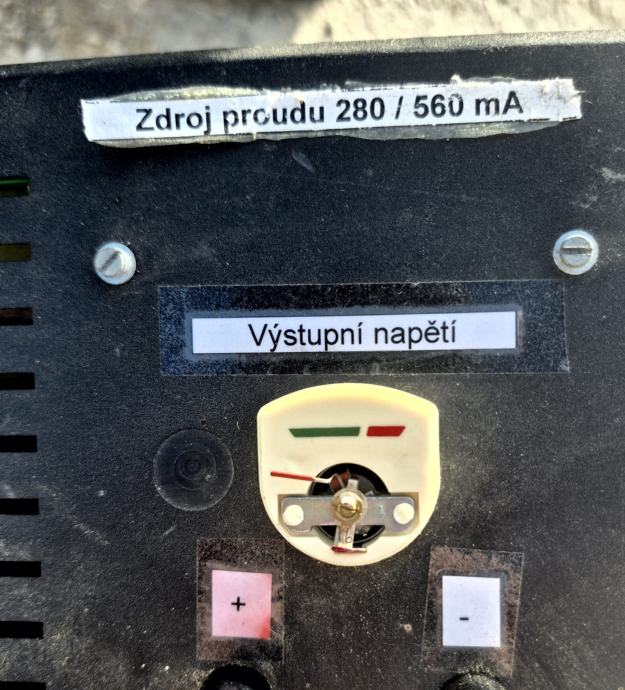 Zdroj proudu 280 / 560 mA
Výstupní napětí
+
-